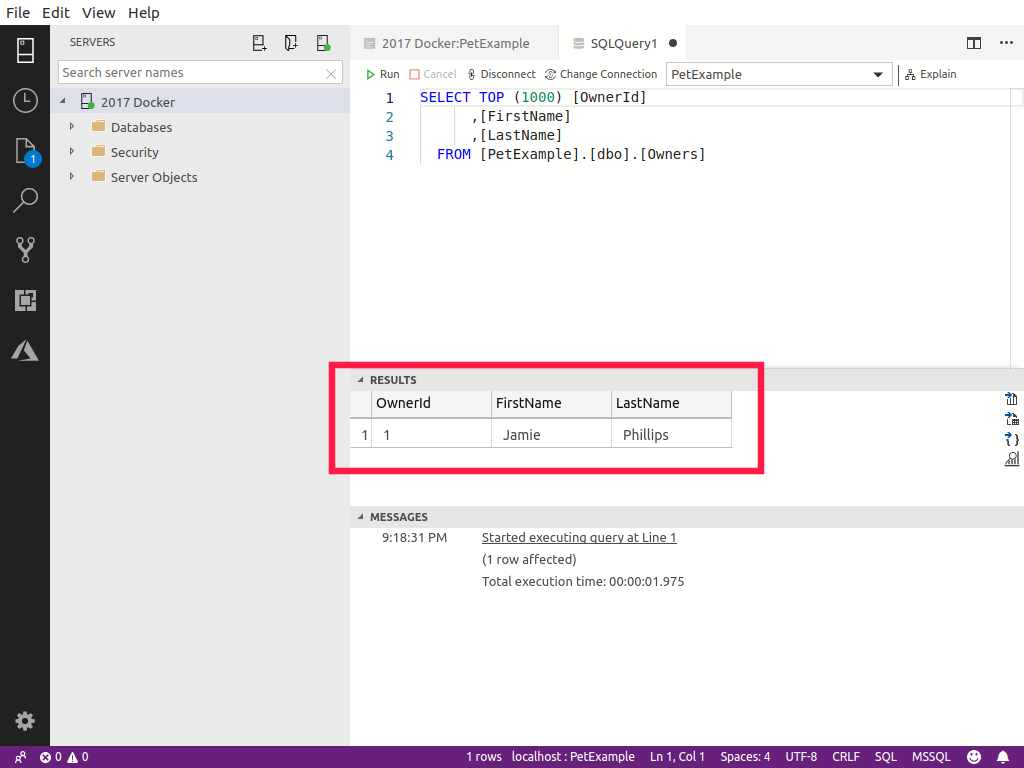 File Edit View Help
SERVERS
2017 Docker:PetExample
SQLQuery1
Search server names
Run Cancel Disconnect Change Connection PetExample Explain
2017 Docker
Databases
Security
Server Objects
1
1 SELECT TOP (1000) [OwnerId]
2 ,[FirstName]
3 ,[LastName]
4 FROM [PetExample].[dbo].[Owners]
RESULTS
OwnerId FirstName LastName
1 1 Jamie Phillips
MESSAGES
9:18:31 PM Started executing query at Line 1
(1 row affected)
Total execution time: 00:00:01.975
0 0 1 rows localhost : PetExample Ln 1, Col 1 Spaces: 4 UTF-8 CRLF SQL MSSQL